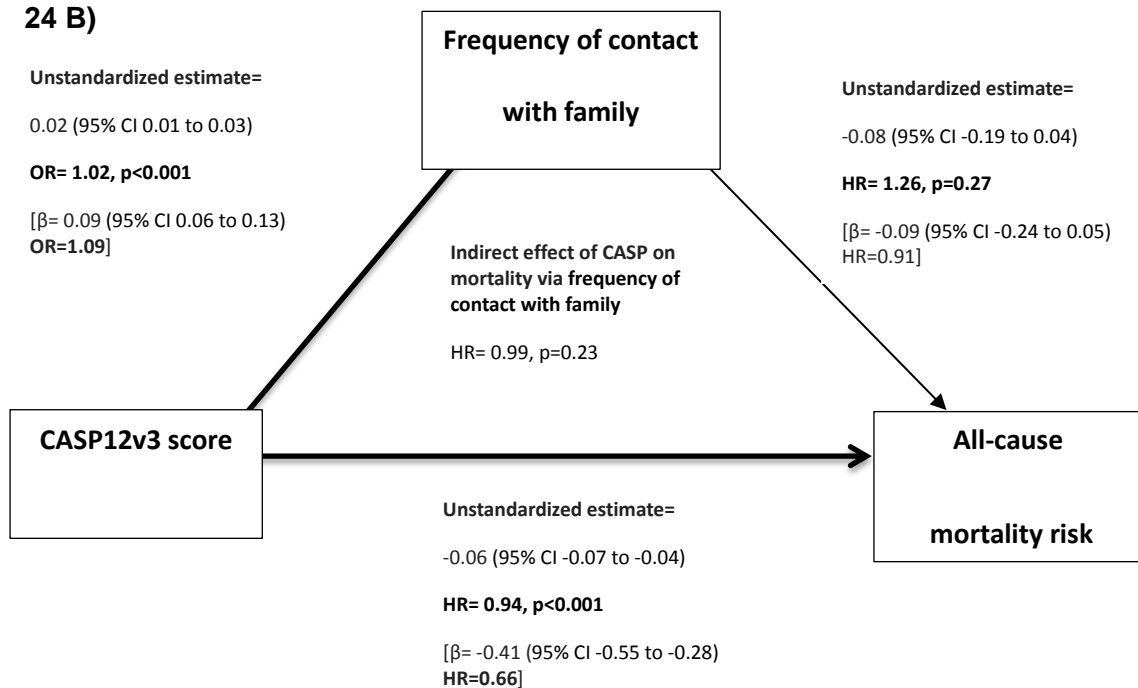 24 B)
Frequency of contact
with family
Unstandardized estimate=
0.02 (95% CI 0.01 to 0.03)
OR= 1.02, p<0.001
[β= 0.09 (95% CI 0.06 to 0.13)
OR=1.09]
Unstandardized estimate=
-0.08 (95% CI -0.19 to 0.04)
HR= 1.26, p=0.27
[β= -0.09 (95% CI -0.24 to 0.05)
HR=0.91]
Indirect effect of CASP on
mortality via frequency of
contact with family
HR= 0.99, p=0.23
CASP12v3 score
All-cause
mortality risk
Unstandardized estimate=
-0.06 (95% CI -0.07 to -0.04)
HR= 0.94, p<0.001
[β= -0.41 (95% CI -0.55 to -0.28)
HR=0.66]